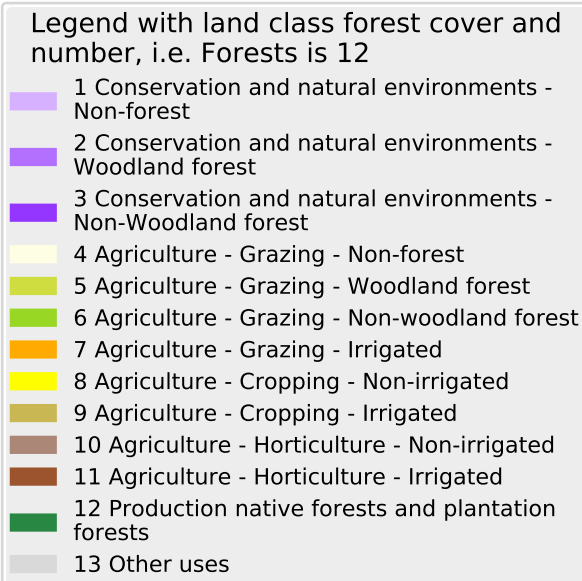 Legend with land class forest cover and
number, i.e. Forests is 12
1 Conservation and natural environments -
Non-forest
2 Conservation and natural environments -
Woodland forest
3 Conservation and natural environments -
Non-Woodland forest
4 Agriculture - Grazing - Non-forest
5 Agriculture - Grazing - Woodland forest
6 Agriculture - Grazing - Non-woodland forest
7 Agriculture - Grazing - Irrigated
8 Agriculture - Cropping - Non-irrigated
9 Agriculture - Cropping - Irrigated
10 Agriculture - Horticulture - Non-irrigated
11 Agriculture - Horticulture - Irrigated
12 Production native forests and plantation
forests
13 Other uses